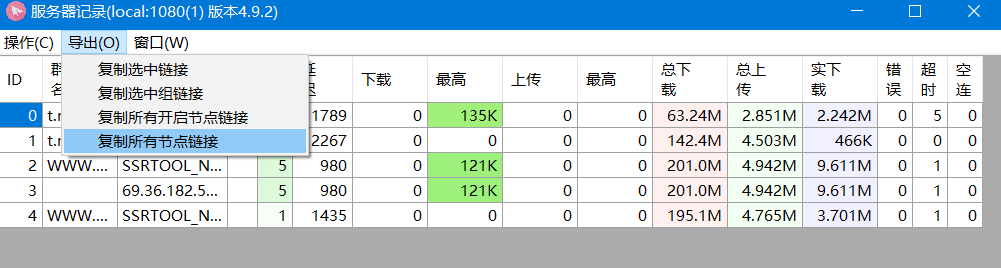 服务器记录(local:1080(1) 版本4.9.2)
操作(C) 导出(O) 窗口(W)
复制选中链接
复制选中组链接
复制所有开启节点链接
复制所有节点链接
ID 群 下载 最高 上传 最高 总下载 总上传 实下载 错误 超时 空连
0 1789 0 135K 0 0 63.24M 2.851M 2.242M 0 5 0
1 2267 0 0 0 0 142.4M 4.503M 466K 0 0 0
2 WWW.... SSRTOOL_N... 5 980 0 121K 0 0 201.0M 4.942M 9.611M 0 1 0
3 69.36.182.5... 5 980 0 121K 0 0 201.0M 4.942M 9.611M 0 1 0
4 WWW.... SSRTOOL_N... 1 1435 0 0 0 0 195.1M 4.765M 3.701M 0 1 0